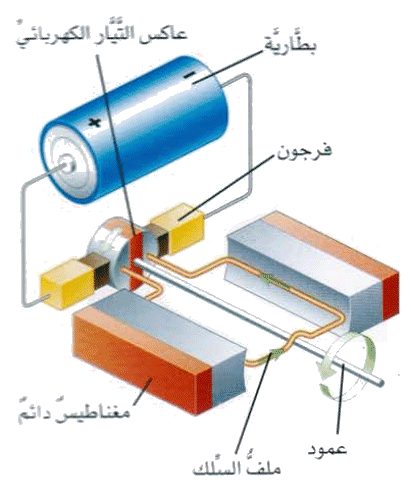 عاكس التَّيَّار الكهربائيِّ
بطَّاريَّة
−
+
فرجون
مغناطيسٌ دائمٌ
عمود
ملفُّ السِّلك